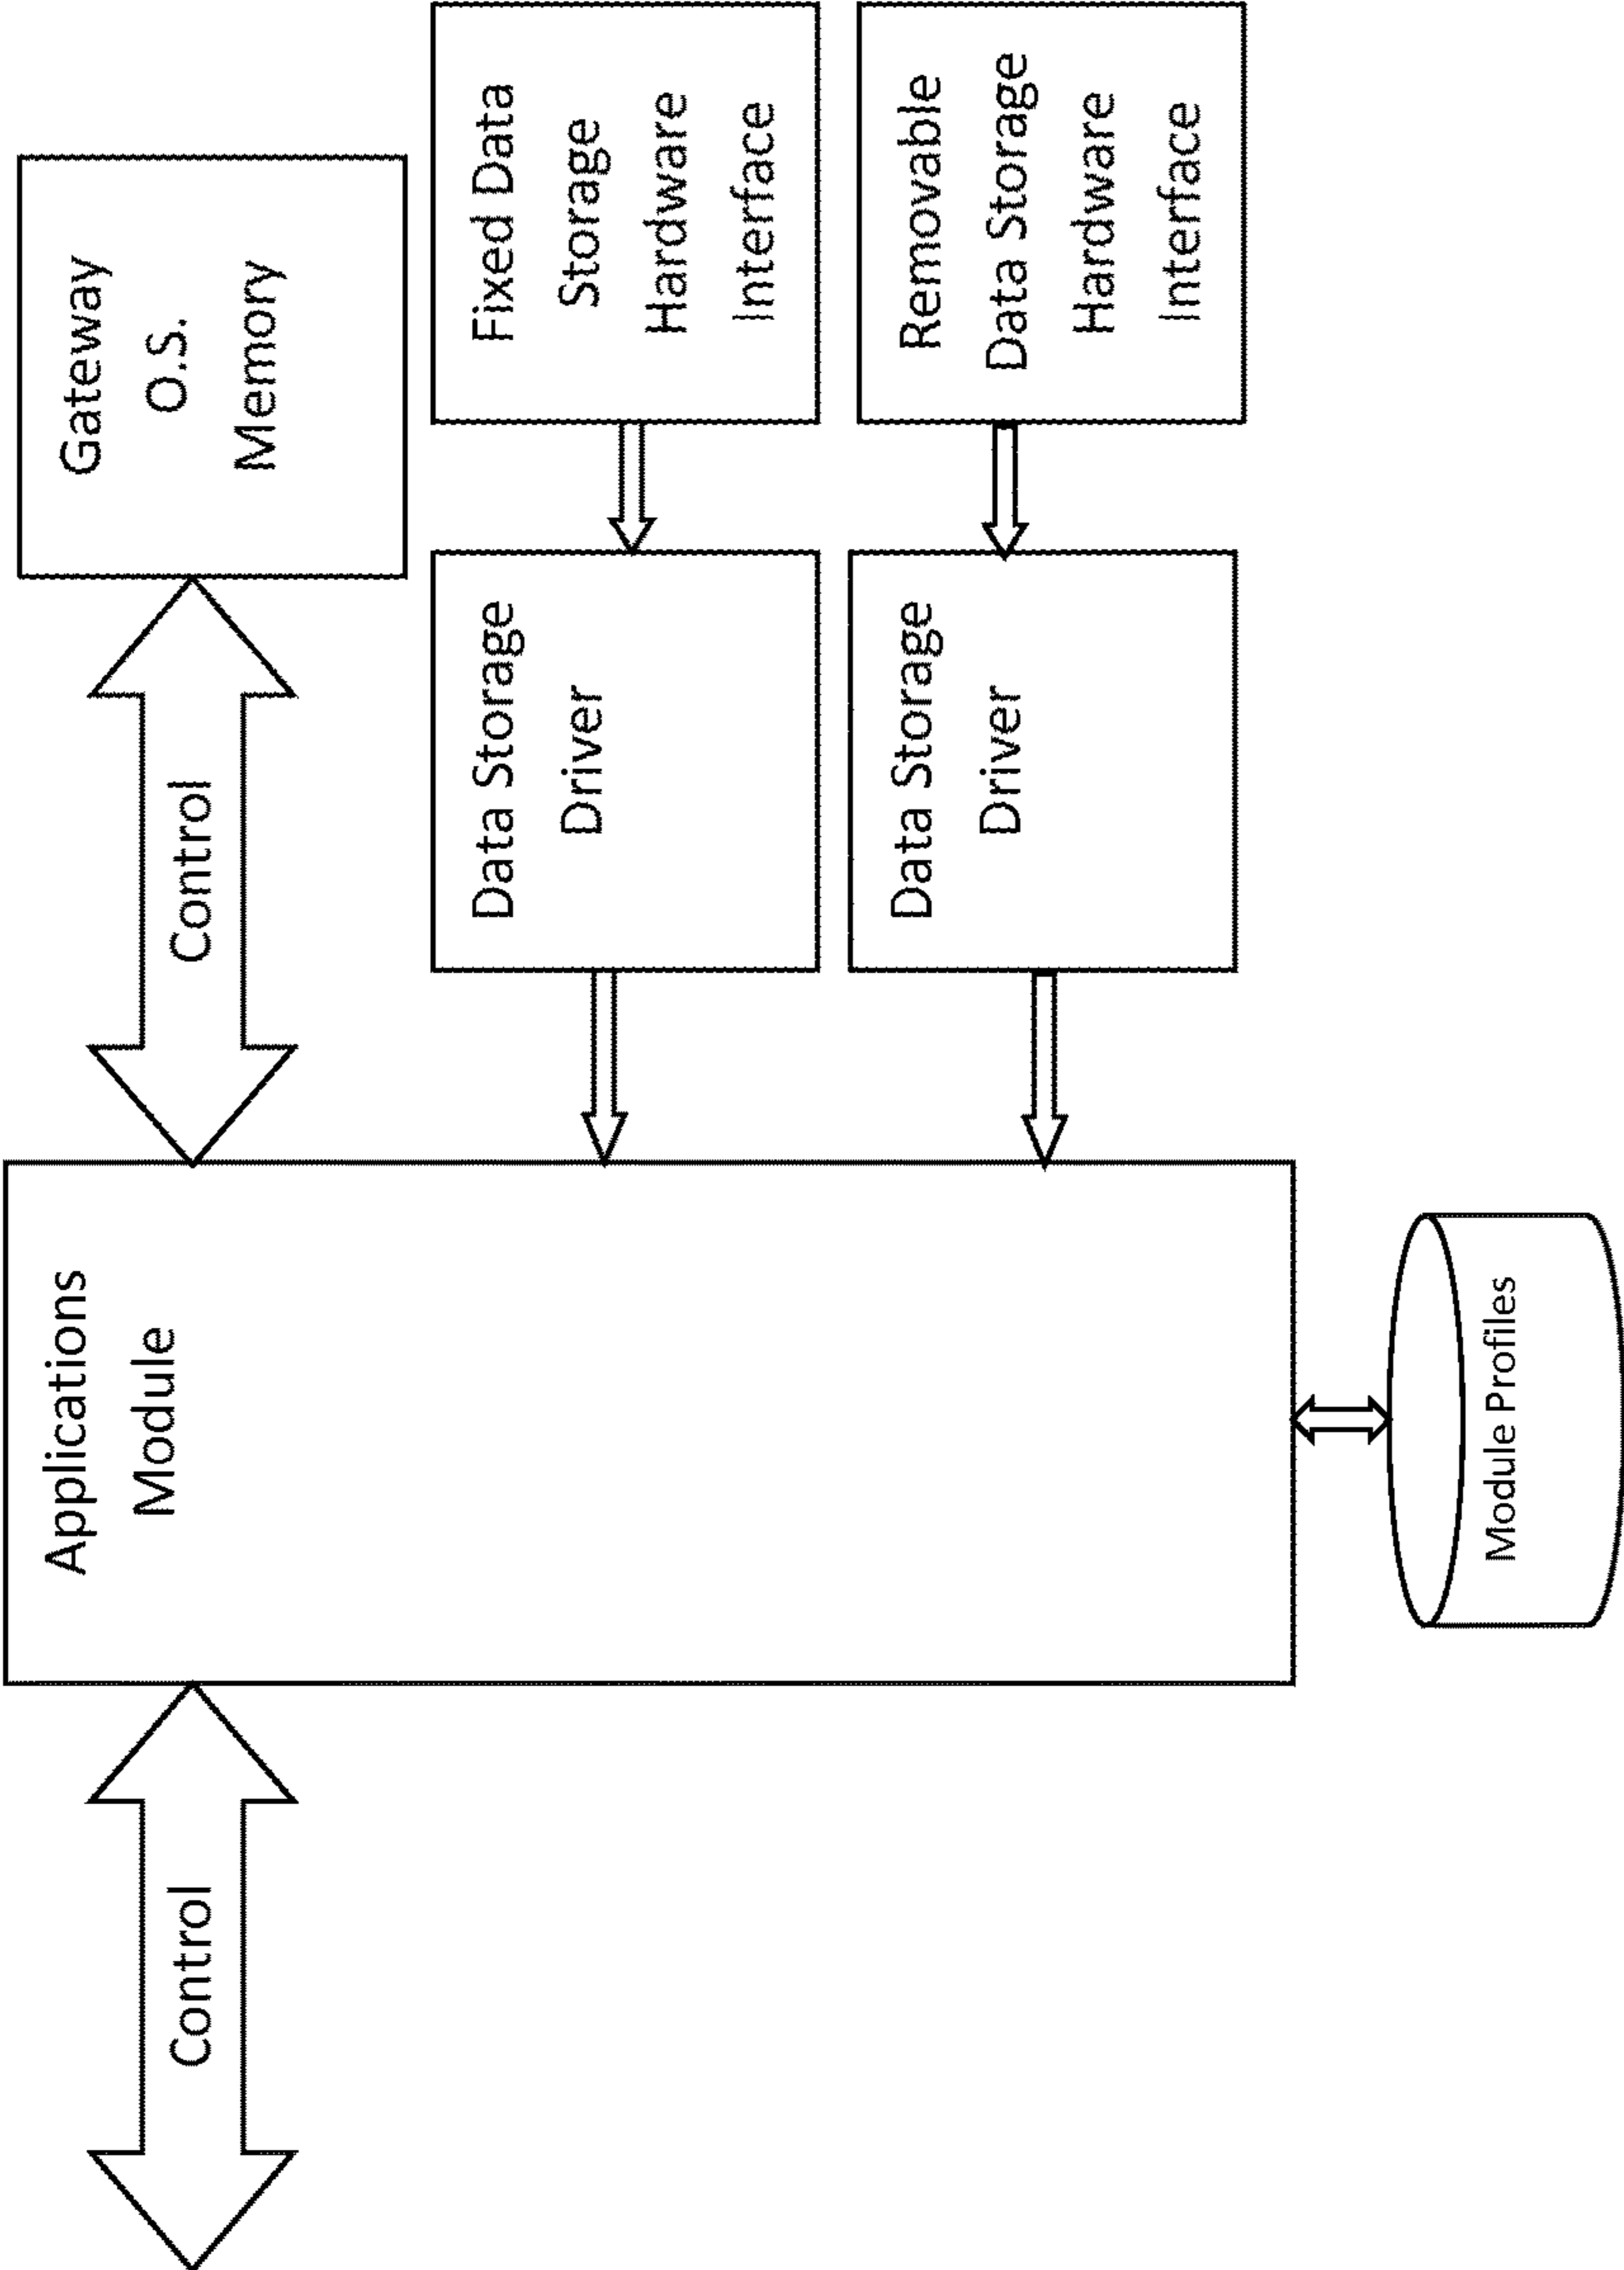 Control
Applications
Module
Control
Gateway
O.S.
Memory
Data Storage
Driver
Fixed Data
Storage
Hardware
Interface
Data Storage
Driver
Removable
Data Storage
Hardware
Interface
Module Profiles